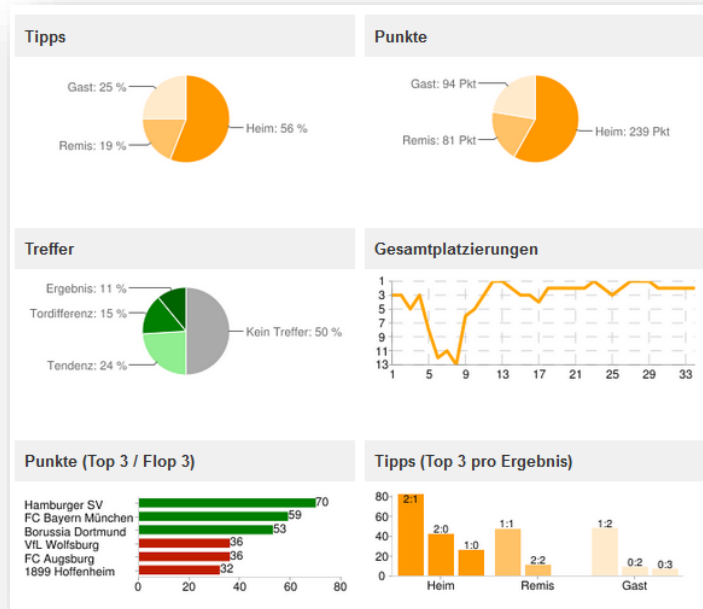 Tipps
Gast: 25 %
Heim: 56 %
Remis: 19 %
Punkte
Gast: 94 Pkt
Heim: 239 Pkt
Remis: 81 Pkt
Treffer
Ergebnis: 11 %
Tordifferenz: 15 %
Kein Treffer: 50 %
Tendenz: 24 %
Gesamtplatzierungen
1
3
5
7
9
11
13
1 5 9 13 17 21 25 29 33
Punkte (Top 3 / Flop 3)
Hamburger SV 70
FC Bayern München 59
Borussia Dortmund 53
VfL Wolfsburg 36
FC Augsburg 36
1899 Hoffenheim 32
0 20 40 60 80
Tipps (Top 3 pro Ergebnis)
80
60
40
20
0
2:1 2:0 1:0 1:1 2:2 1:2 0:2 0:3
Heim Remis Gast